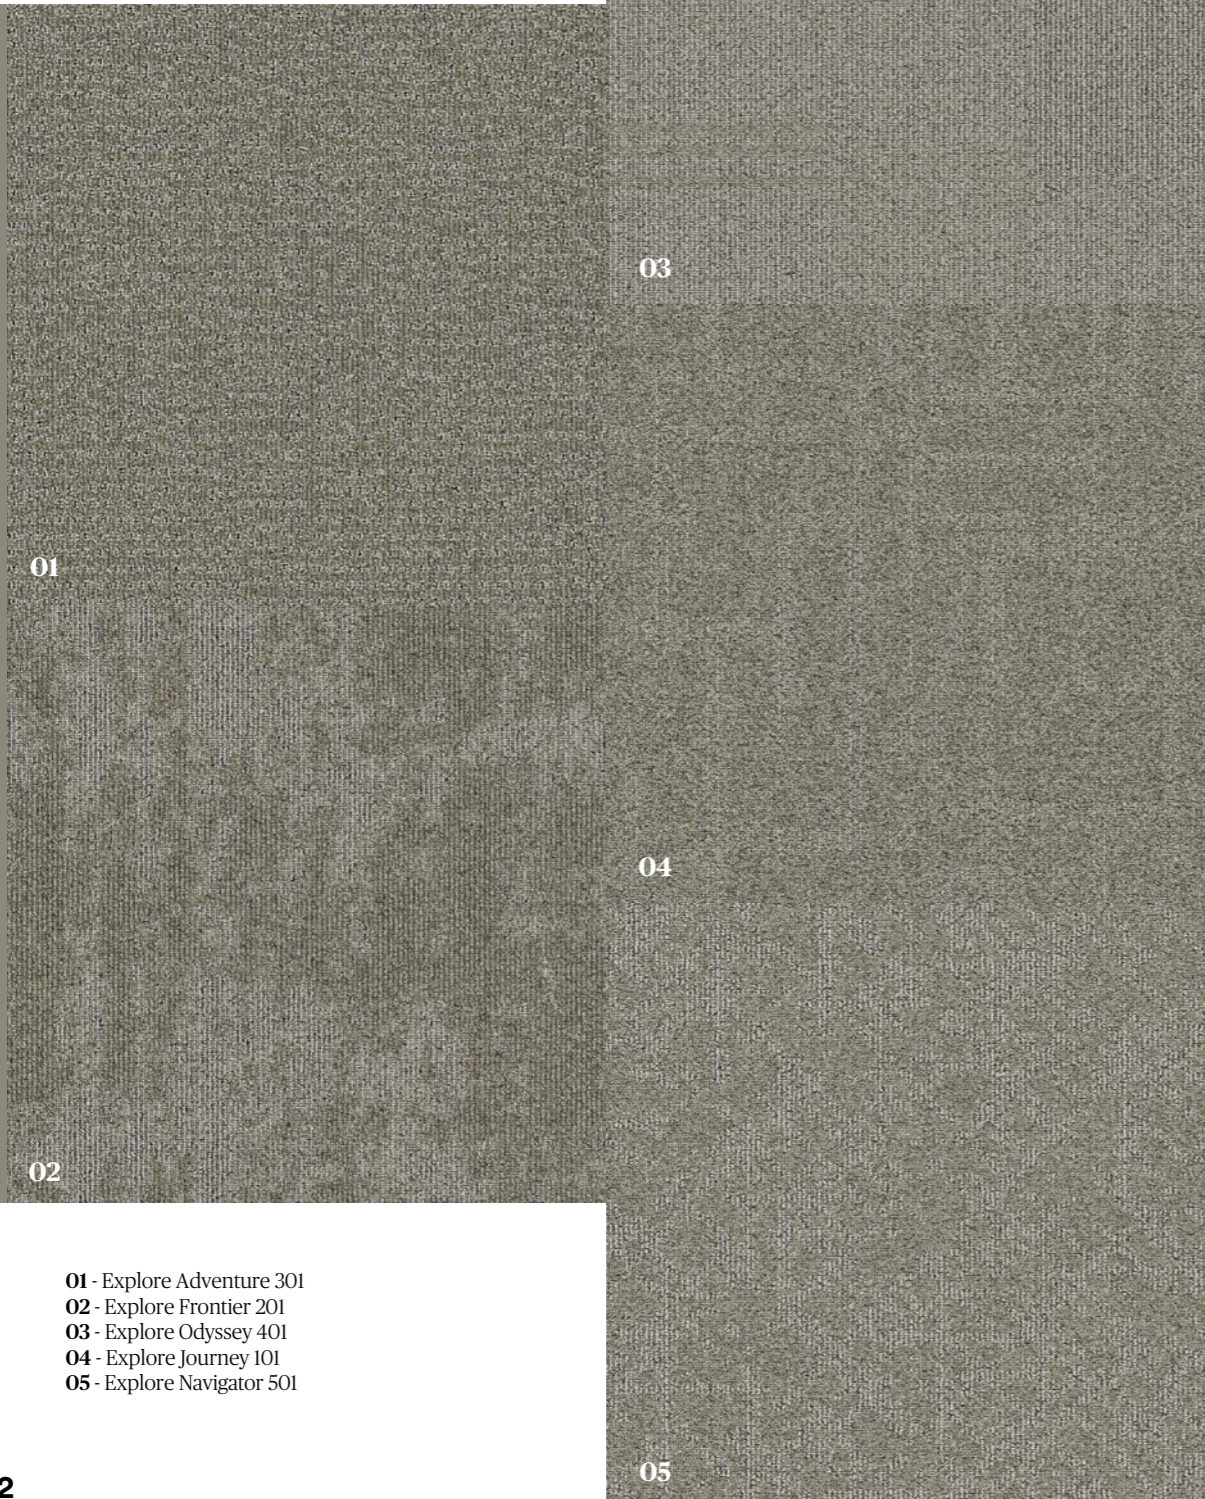 03
01
04
02
01 - Explore Adventure 301
02 - Explore Frontier 201
03 - Explore Odyssey 401
04 - Explore Journey 101
05 - Explore Navigator 501
05
2